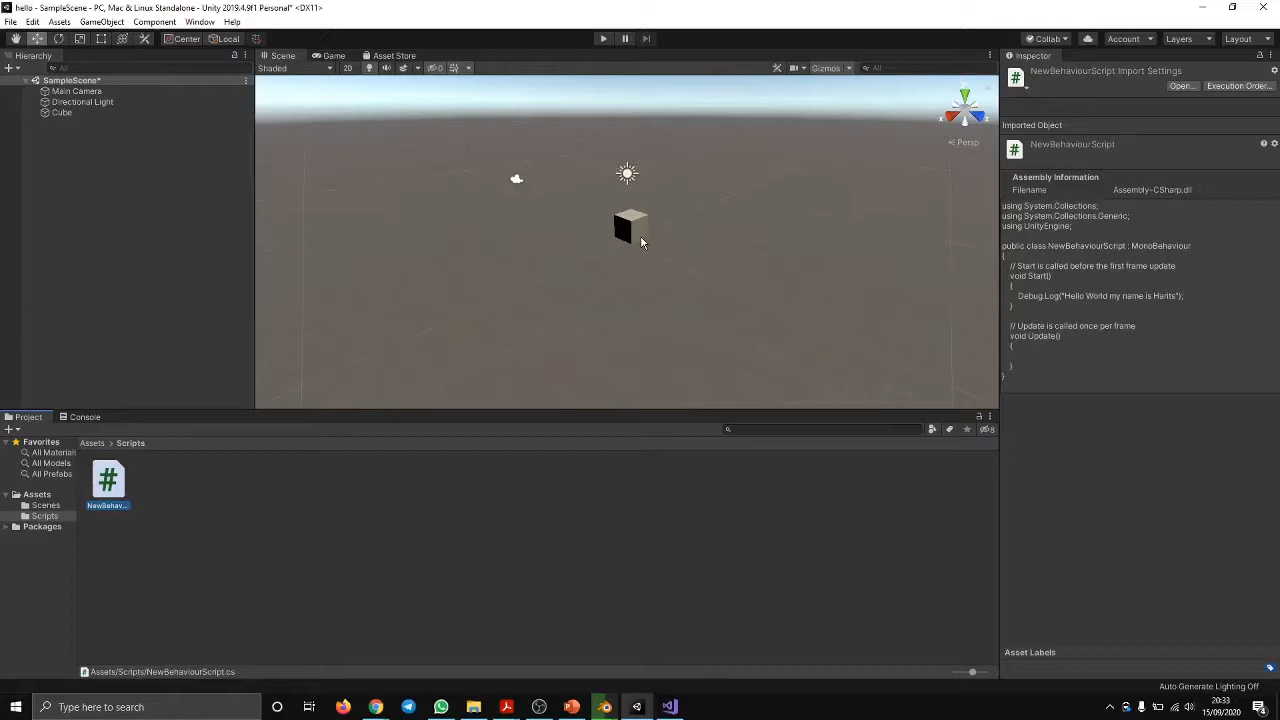 hello - SampleScene - PC, Mac & Linux Standalone - Unity 2019.4.9f1 Personal* <DX11>
File Edit Assets GameObject Component Window Help
Center Local
Collab Account Layers Layout
Hierarchy
All
SampleScene*
Main Camera
Directional Light
Cube
Scene Game Asset Store
Shaded 2D 0 Gizmos All
Persp
x z
Inspector
NewBehaviourScript Import Settings
Open... Execution Order...
Imported Object
NewBehaviourScript
Assembly Information
Filename Assembly-CSharp.dll
using System.Collections;
using System.Collections.Generic;
using UnityEngine;
public class NewBehaviourScript : MonoBehaviour
{
// Start is called before the first frame update
void Start()
{
Debug.Log("Hello World my name is Harits");
}
// Update is called once per frame
void Update()
{
}
}
Project Console
8
Favorites
All Material
All Models
All Prefabs
Assets
Scenes
Scripts
Packages
Assets > Scripts
NewBehav...
Assets/Scripts/NewBehaviourScript.cs
Asset Labels
Auto Generate Lighting Off
Type here to search
20:33
15/09/2020